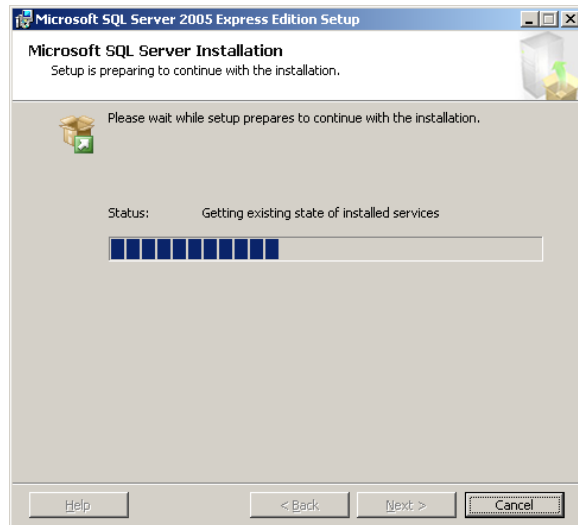 Microsoft SQL Server 2005 Express Edition Setup
Microsoft SQL Server Installation
Setup is preparing to continue with the installation.
Please wait while setup prepares to continue with the installation.
Status: Getting existing state of installed services
Help < Back Next > Cancel